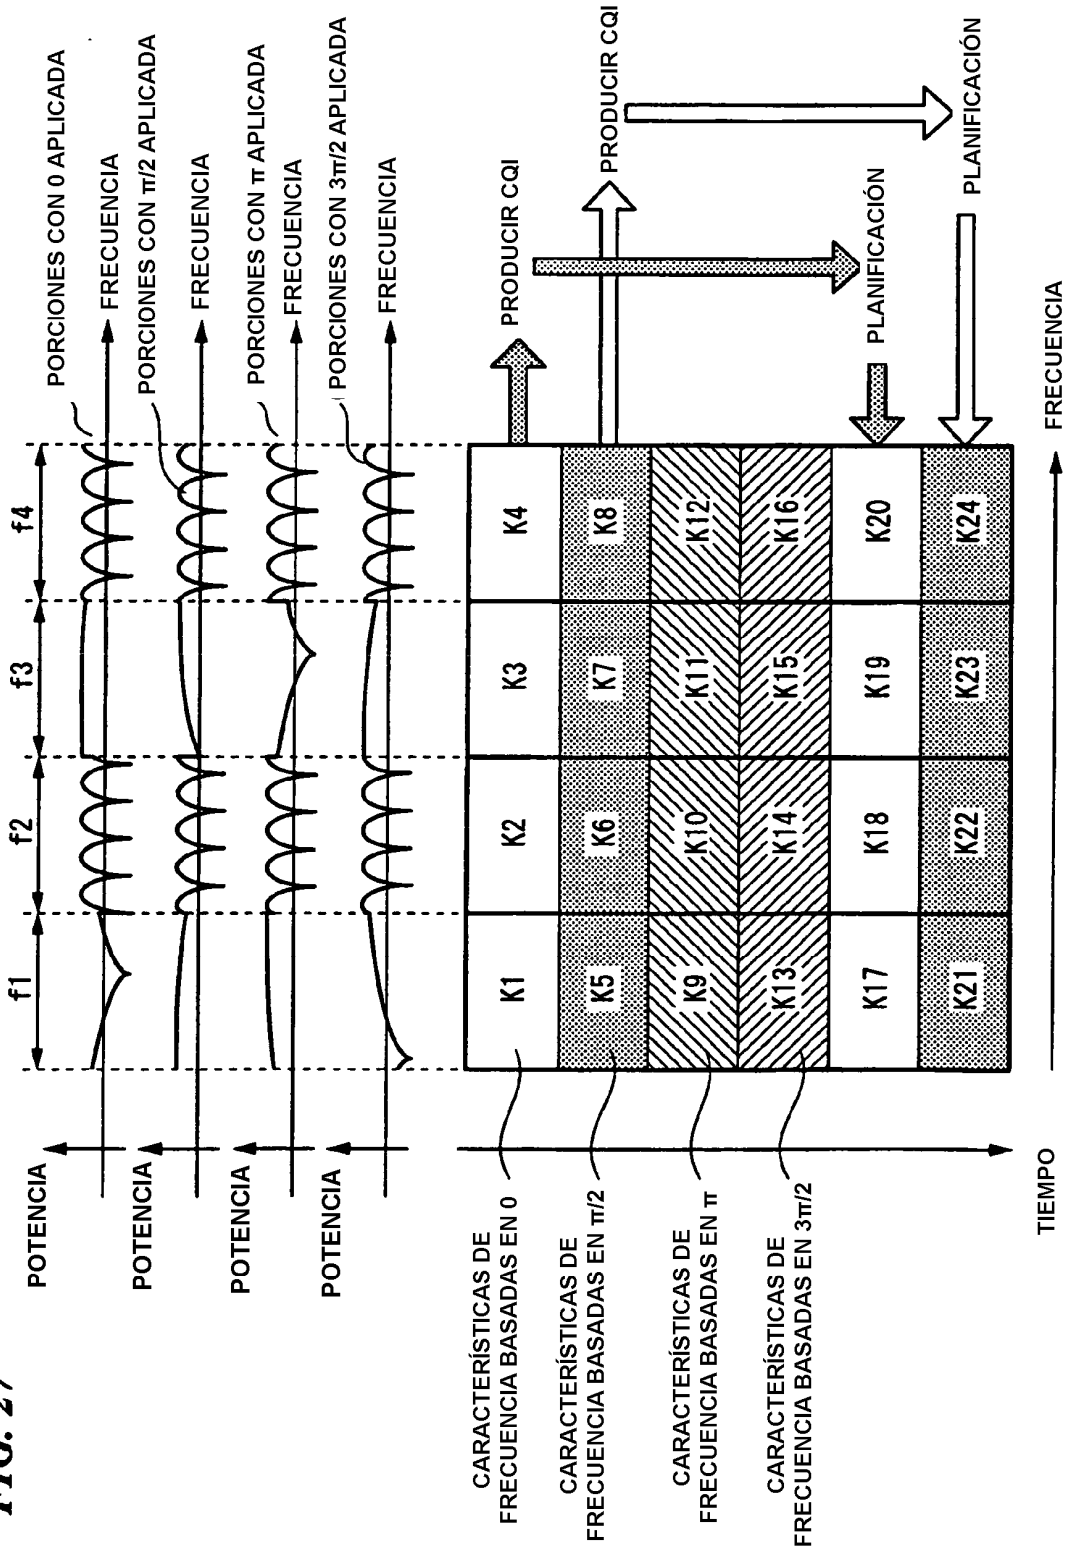 FIG. 27
POTENCIA
f1
f2
f3
f4
PORCIONES CON 0 APLICADA
FRECUENCIA
POTENCIA
PORCIONES CON π/2 APLICADA
FRECUENCIA
POTENCIA
PORCIONES CON π APLICADA
FRECUENCIA
POTENCIA
PORCIONES CON 3π/2 APLICADA
FRECUENCIA
CARACTERÍSTICAS DE
FRECUENCIA BASADAS EN 0
K1
K2
K3
K4
PRODUCIR CQI
CARACTERÍSTICAS DE
FRECUENCIA BASADAS EN π/2
K5
K6
K7
K8
PRODUCIR CQI
CARACTERÍSTICAS DE
FRECUENCIA BASADAS EN π
K9
K10
K11
K12
CARACTERÍSTICAS DE
FRECUENCIA BASADAS EN 3π/2
K13
K14
K15
K16
K17
K18
K19
K20
PLANIFICACIÓN
K21
K22
K23
K24
PLANIFICACIÓN
TIEMPO
FRECUENCIA